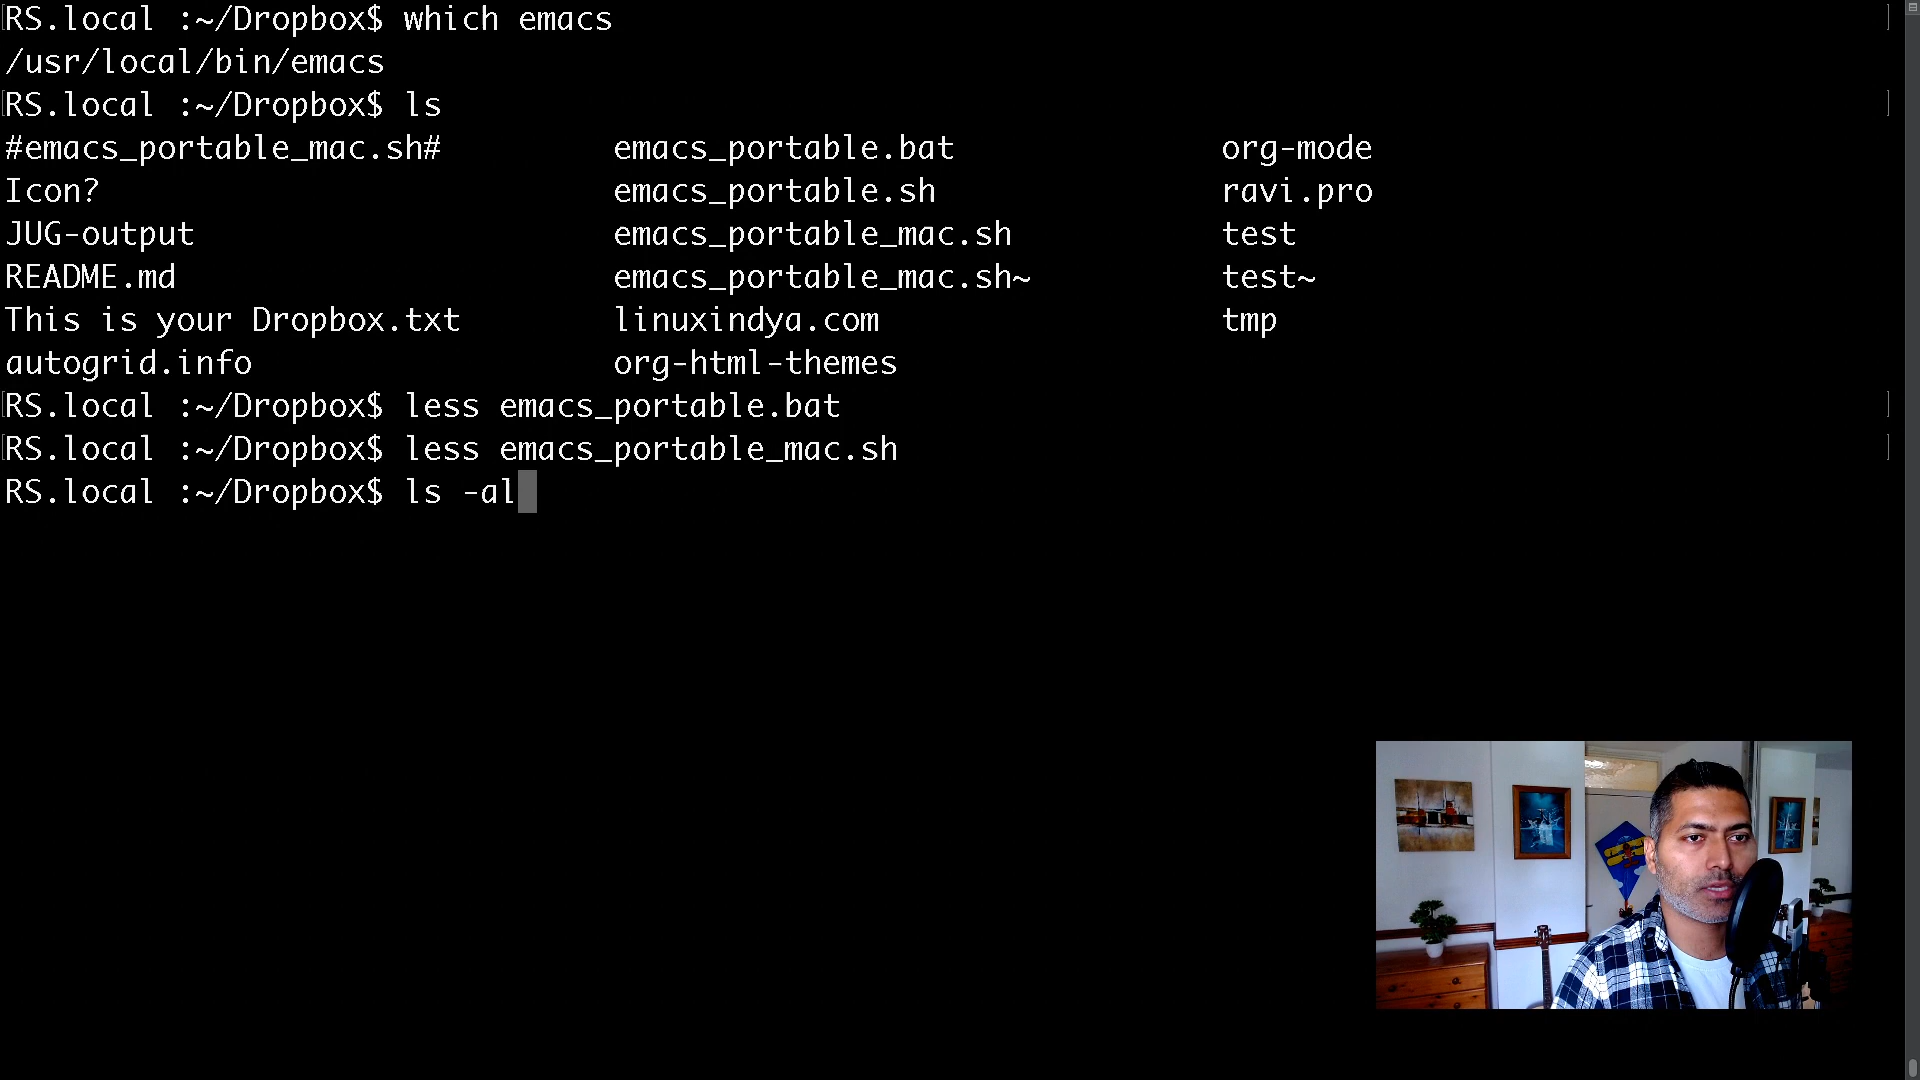 RS.local :~/Dropbox$ which emacs
/usr/local/bin/emacs
RS.local :~/Dropbox$ ls
#emacs_portable_mac.sh# emacs_portable.bat org-mode
Icon? emacs_portable.sh ravi.pro
JUG-output emacs_portable_mac.sh test
README.md emacs_portable_mac.sh~ test~
This is your Dropbox.txt linuxindya.com tmp
autogrid.info org-html-themes
RS.local :~/Dropbox$ less emacs_portable.bat
RS.local :~/Dropbox$ less emacs_portable_mac.sh
RS.local :~/Dropbox$ ls -al